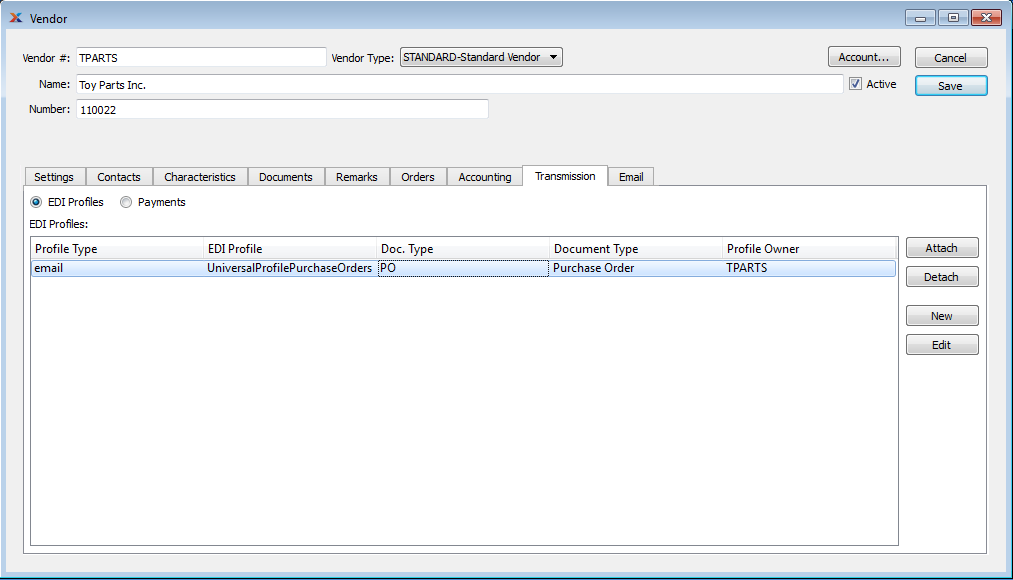 Vendor
Vendor #: TPARTS Vendor Type: STANDARD-Standard Vendor Account... Cancel
Name: Toy Parts Inc. Active Save
Number: 110022
Settings Contacts Characteristics Documents Remarks Orders Accounting Transmission Email
EDI Profiles Payments
EDI Profiles:
Profile Type EDI Profile Doc. Type Document Type Profile Owner Attach
email UniversalProfilePurchaseOrders PO Purchase Order TPARTS
Detach
New
Edit